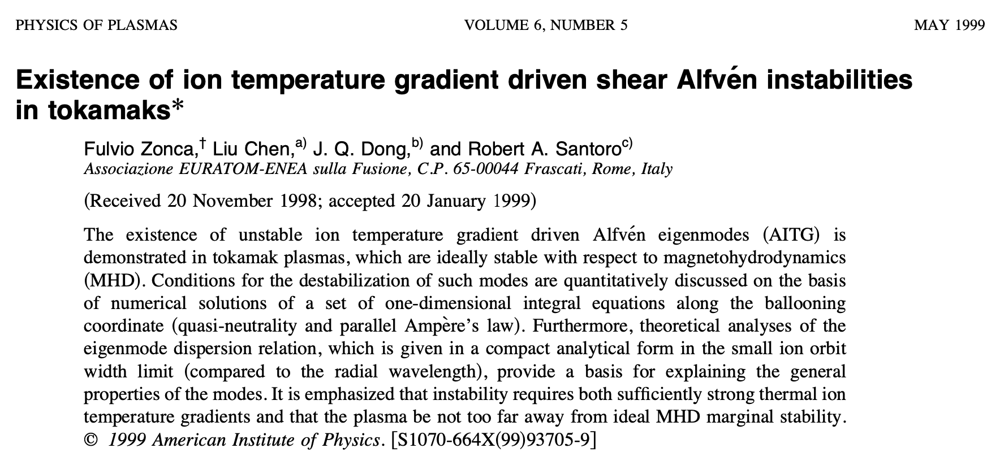 PHYSICS OF PLASMAS VOLUME 6, NUMBER 5 MAY 1999
Existence of ion temperature gradient driven shear Alfvén instabilities
in tokamaks*
Fulvio Zonca,† Liu Chen,a) J. Q. Dong,b) and Robert A. Santoroc)
Associazione EURATOM-ENEA sulla Fusione, C.P. 65-00044 Frascati, Rome, Italy
(Received 20 November 1998; accepted 20 January 1999)
The existence of unstable ion temperature gradient driven Alfvén eigenmodes (AITG) is
demonstrated in tokamak plasmas, which are ideally stable with respect to magnetohydrodynamics
(MHD). Conditions for the destabilization of such modes are quantitatively discussed on the basis
of numerical solutions of a set of one-dimensional integral equations along the ballooning
coordinate (quasi-neutrality and parallel Ampère’s law). Furthermore, theoretical analyses of the
eigenmode dispersion relation, which is given in a compact analytical form in the small ion orbit
width limit (compared to the radial wavelength), provide a basis for explaining the general
properties of the modes. It is emphasized that instability requires both sufficiently strong thermal ion
temperature gradients and that the plasma be not too far away from ideal MHD marginal stability.
© 1999 American Institute of Physics. [S1070-664X(99)93705-9]